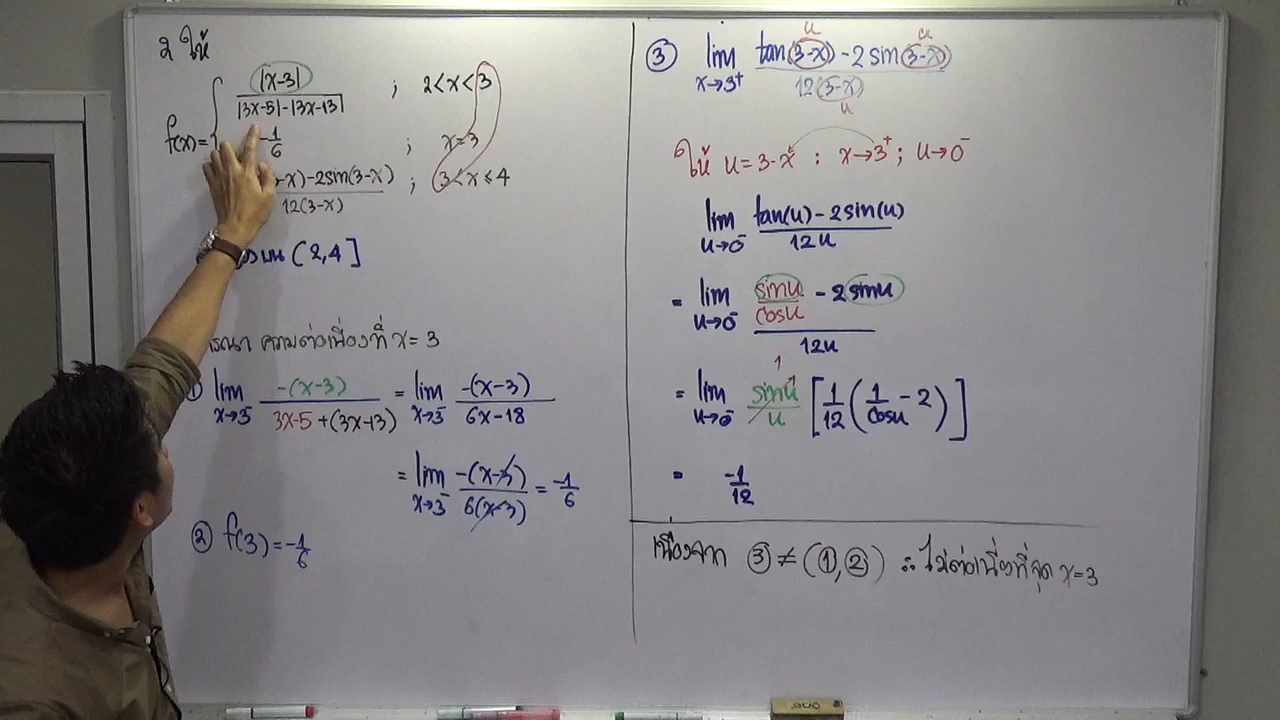 2 ให้
f(x) = { |x-3| / |3x-5|-|3x-13| ; 2<x<3
-1/6 ; x=3
-x)-2sin(3-x) / 12(3-x) ; 3<x≤4
บน (2,4]
ความต่อเนื่องที่ x=3
① lim x→3⁻ -(x-3) / 3x-5+(3x-13) = lim x→3⁻ -(x-3) / 6x-18
= lim x→3⁻ -(x-3) / 6(x-3) = -1/6
② f(3) = -1/6
③ lim x→3⁺ tan(3-x)-2sin(3-x) / 12(3-x)
u u u
ให้ u=3-x : x→3⁺ ; u→0⁻
lim u→0⁻ tan(u)-2sin(u) / 12u
= lim u→0⁻ sinu/cosu - 2sinu / 12u
= lim u→0⁻ sinu/u 1 [1/12 (1/cosu - 2)]
= -1/12
เนื่องจาก ③ ≠ (①,②) ∴ ไม่ต่อเนื่องที่จุด x=3